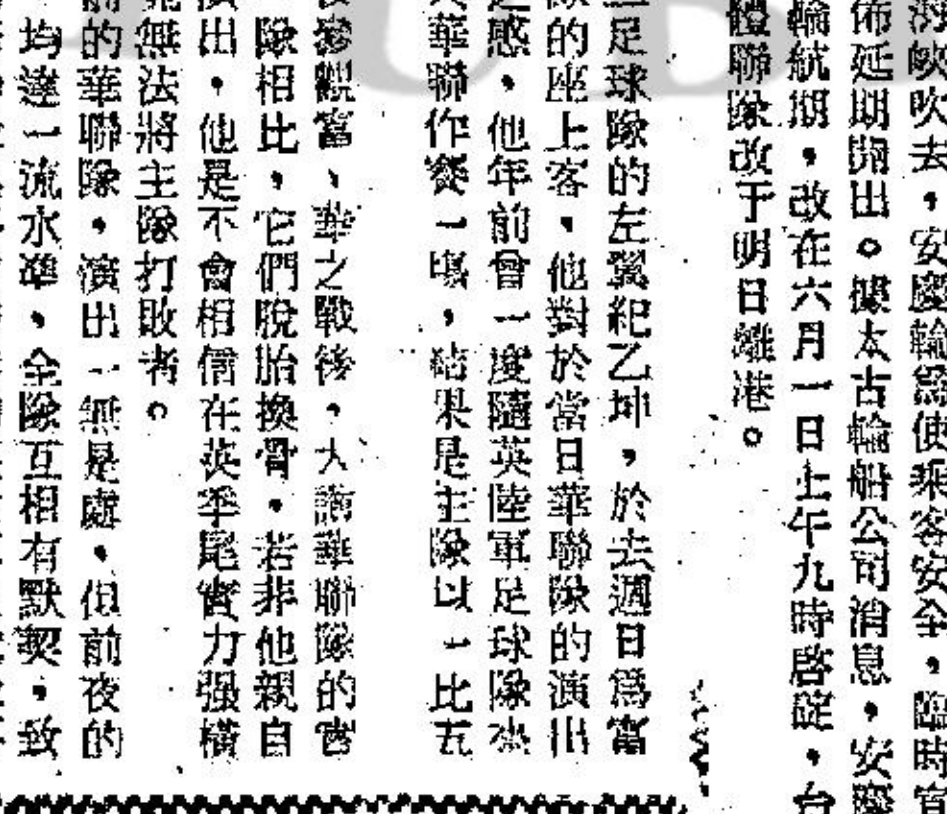 灣峽吹去，安慶輪爲使乘客安全，臨時宣
佈延期開出。據太古輪船公司消息，安慶
輪航期，改在六月一日上午九時啓碇，台
體聯隊改于明日離港。
足球隊的左翼紀乙坤，於去週日爲富
的座上客，他對於當日華聯隊的演出
惑，他年前曾一度隨英陸軍足球隊來
華聯作賽一塲，結果是主隊以一比五
參觀富、華之戰後，大讚華聯隊的
隊相比，它們脫胎換骨，若非他親自
演出，他是不會相信在英季尾實力强橫
無法將主隊打敗者。
前的華聯隊，演出一無是處，但前夜的
均達一流水準，全隊互相有默契，致